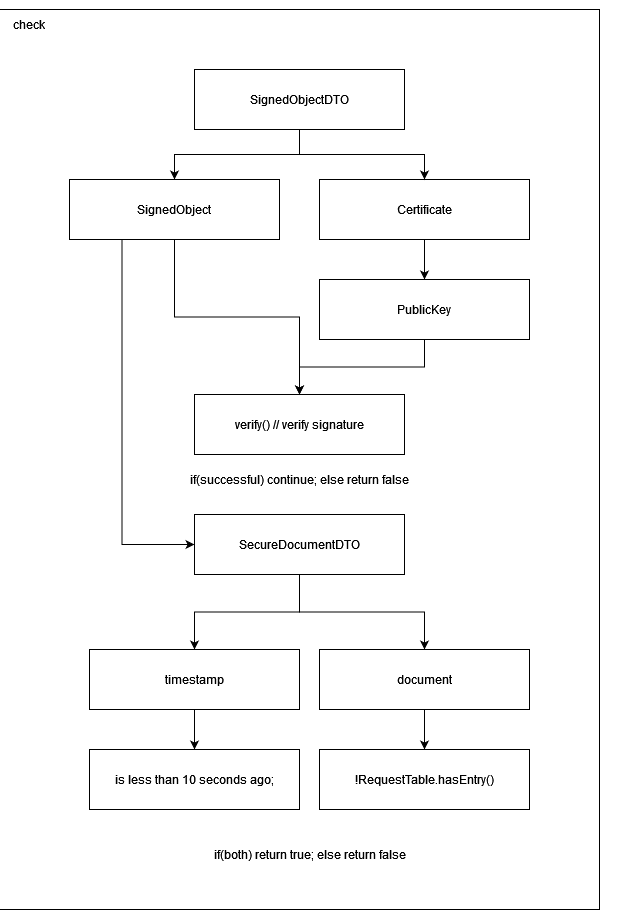 check
SignedObjectDTO
SignedObject
Certificate
PublicKey
verify() // verify signature
if(successful) continue; else return false
SecureDocumentDTO
timestamp
document
is less than 10 seconds ago;
!RequestTable.hasEntry()
if(both) return true; else return false